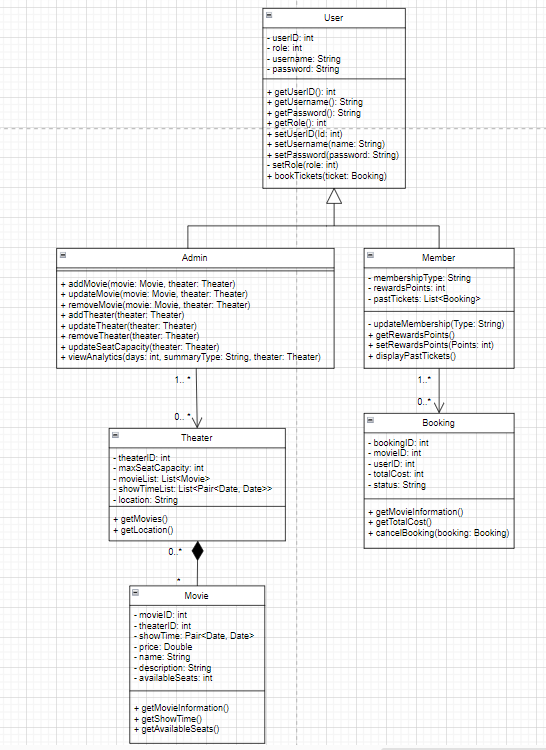 User
- userID: int
- role: int
- username: String
- password: String
+ getUserID(): int
+ getUsername(): String
+ getPassword(): String
+ getRole(): int
+ setUserID(Id: int)
+ setUsername(name: String)
+ setPassword(password: String)
- setRole(role: int)
+ bookTickets(ticket: Booking)
Admin
+ addMovie(movie: Movie, theater: Theater)
+ updateMovie(movie: Movie, theater: Theater)
+ removeMovie(movie: Movie, theater: Theater)
+ addTheater(theater: Theater)
+ updateTheater(theater: Theater)
+ removeTheater(theater: Theater)
+ updateSeatCapacity(theater: Theater)
+ viewAnalytics(days: int, summaryType: String, theater: Theater)
Member
- membershipType: String
- rewardsPoints: int
- pastTickets: List<Booking>
- updateMembership(Type: String)
+ getRewardsPoints()
+ setRewardsPoints(Points: int)
+ displayPastTickets()
1.. *
0.. *
1..*
0..*
Theater
- theaterID: int
- maxSeatCapacity: int
- movieList: List<Movie>
- showTimeList: List<Pair<Date, Date>>
- location: String
+ getMovies()
+ getLocation()
Booking
- bookingID: int
- movieID: int
- userID: int
- totalCost: int
- status: String
+ getMovieInformation()
+ getTotalCost()
+ cancelBooking(booking: Booking)
0..*
*
Movie
- movieID: int
- theaterID: int
- showTime: Pair<Date, Date>
- price: Double
- name: String
- description: String
- availableSeats: int
+ getMovieInformation()
+ getShowTime()
+ getAvailableSeats()